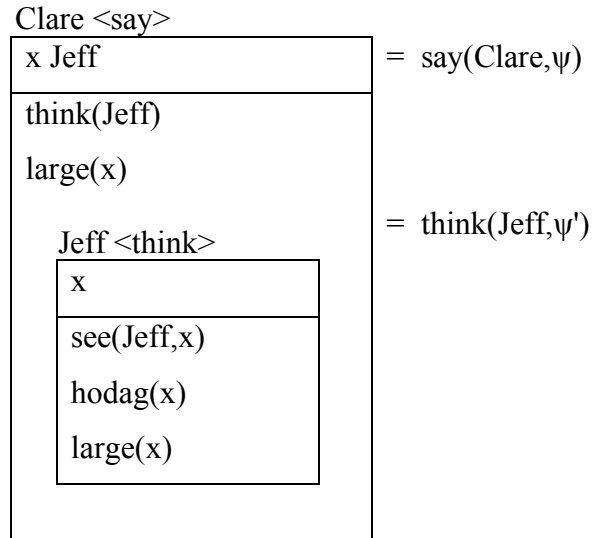 Clare <say>
x Jeff = say(Clare,ψ)
think(Jeff)
large(x)
= think(Jeff,ψ')
Jeff <think>
x
see(Jeff,x)
hodag(x)
large(x)